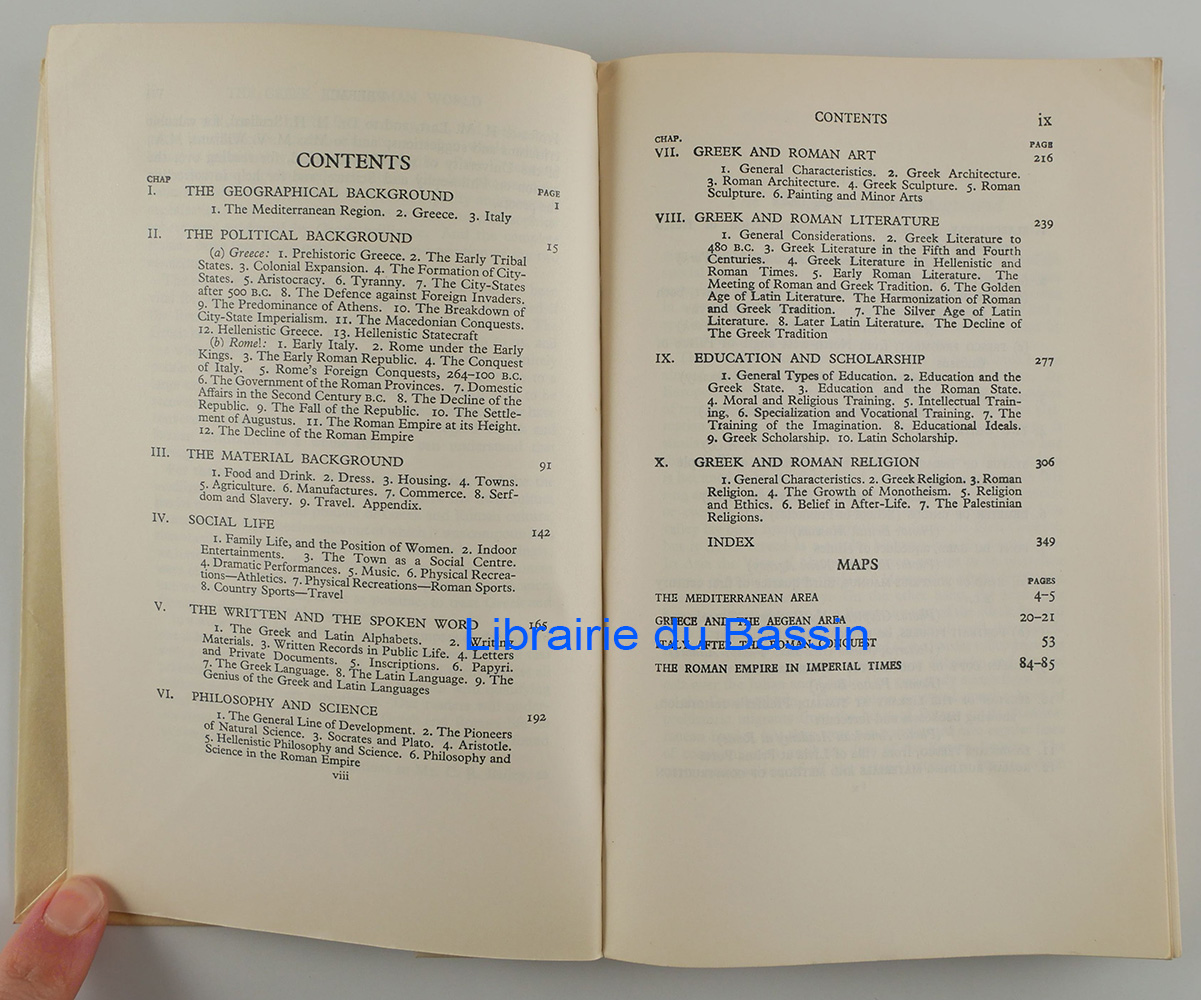 CONTENTS
CHAP PAGE
I. THE GEOGRAPHICAL BACKGROUND 1
1. The Mediterranean Region. 2. Greece. 3. Italy
II. THE POLITICAL BACKGROUND 15
(a) Greece: 1. Prehistoric Greece. 2. The Early Tribal
States. 3. Colonial Expansion. 4. The Formation of City-
States. 5. Aristocracy. 6. Tyranny. 7. The City-States
after 500 B.C. 8. The Defence against Foreign Invaders.
9. The Predominance of Athens. 10. The Breakdown of
City-State Imperialism. 11. The Macedonian Conquests.
12. Hellenistic Greece. 13. Hellenistic Statecraft
(b) Rome!: 1. Early Italy. 2. Rome under the Early
Kings. 3. The Early Roman Republic. 4. The Conquest
of Italy. 5. Rome's Foreign Conquests, 264–100 B.C.
6. The Government of the Roman Provinces. 7. Domestic
Affairs in the Second Century B.C. 8. The Decline of the
Republic. 9. The Fall of the Republic. 10. The Settle-
ment of Augustus. 11. The Roman Empire at its Height.
12. The Decline of the Roman Empire
III. THE MATERIAL BACKGROUND 91
1. Food and Drink. 2. Dress. 3. Housing. 4. Towns.
5. Agriculture. 6. Manufactures. 7. Commerce. 8. Serf-
dom and Slavery. 9. Travel. Appendix.
IV. SOCIAL LIFE 142
1. Family Life, and the Position of Women. 2. Indoor
Entertainments. 3. The Town as a Social Centre.
4. Dramatic Performances. 5. Music. 6. Physical Recrea-
tions—Athletics. 7. Physical Recreations—Roman Sports.
8. Country Sports—Travel
V. THE WRITTEN AND THE SPOKEN WORD 165
1. The Greek and Latin Alphabets. 2. Writing
Materials. 3. Written Records in Public Life. 4. Letters
and Private Documents. 5. Inscriptions. 6. Papyri.
7. The Greek Language. 8. The Latin Language. 9. The
Genius of the Greek and Latin Languages
VI. PHILOSOPHY AND SCIENCE 192
1. The General Line of Development. 2. The Pioneers
of Natural Science. 3. Socrates and Plato. 4. Aristotle.
5. Hellenistic Philosophy and Science. 6. Philosophy and
Science in the Roman Empire
viii
CONTENTS ix
CHAP. PAGE
VII. GREEK AND ROMAN ART 216
1. General Characteristics. 2. Greek Architecture.
3. Roman Architecture. 4. Greek Sculpture. 5. Roman
Sculpture. 6. Painting and Minor Arts
VIII. GREEK AND ROMAN LITERATURE 239
1. General Considerations. 2. Greek Literature to
480 B.C. 3. Greek Literature in the Fifth and Fourth
Centuries. 4. Greek Literature in Hellenistic and
Roman Times. 5. Early Roman Literature. The
Meeting of Roman and Greek Tradition. 6. The Golden
Age of Latin Literature. The Harmonization of Roman
and Greek Tradition. 7. The Silver Age of Latin
Literature. 8. Later Latin Literature. The Decline of
The Greek Tradition
IX. EDUCATION AND SCHOLARSHIP 277
1. General Types of Education. 2. Education and the
Greek State. 3. Education and the Roman State.
4. Moral and Religious Training. 5. Intellectual Train-
ing. 6. Specialization and Vocational Training. 7. The
Training of the Imagination. 8. Educational Ideals.
9. Greek Scholarship. 10. Latin Scholarship.
X. GREEK AND ROMAN RELIGION 306
1. General Characteristics. 2. Greek Religion. 3. Roman
Religion. 4. The Growth of Monotheism. 5. Religion
and Ethics. 6. Belief in After-Life. 7. The Palestinian
Religions.
INDEX 349
MAPS
PAGES
THE MEDITERRANEAN AREA 4–5
GREECE AND THE AEGEAN AREA 20–21
ITALY AFTER THE ROMAN CONQUEST 53
THE ROMAN EMPIRE IN IMPERIAL TIMES 84–85
Librairie du Bassin